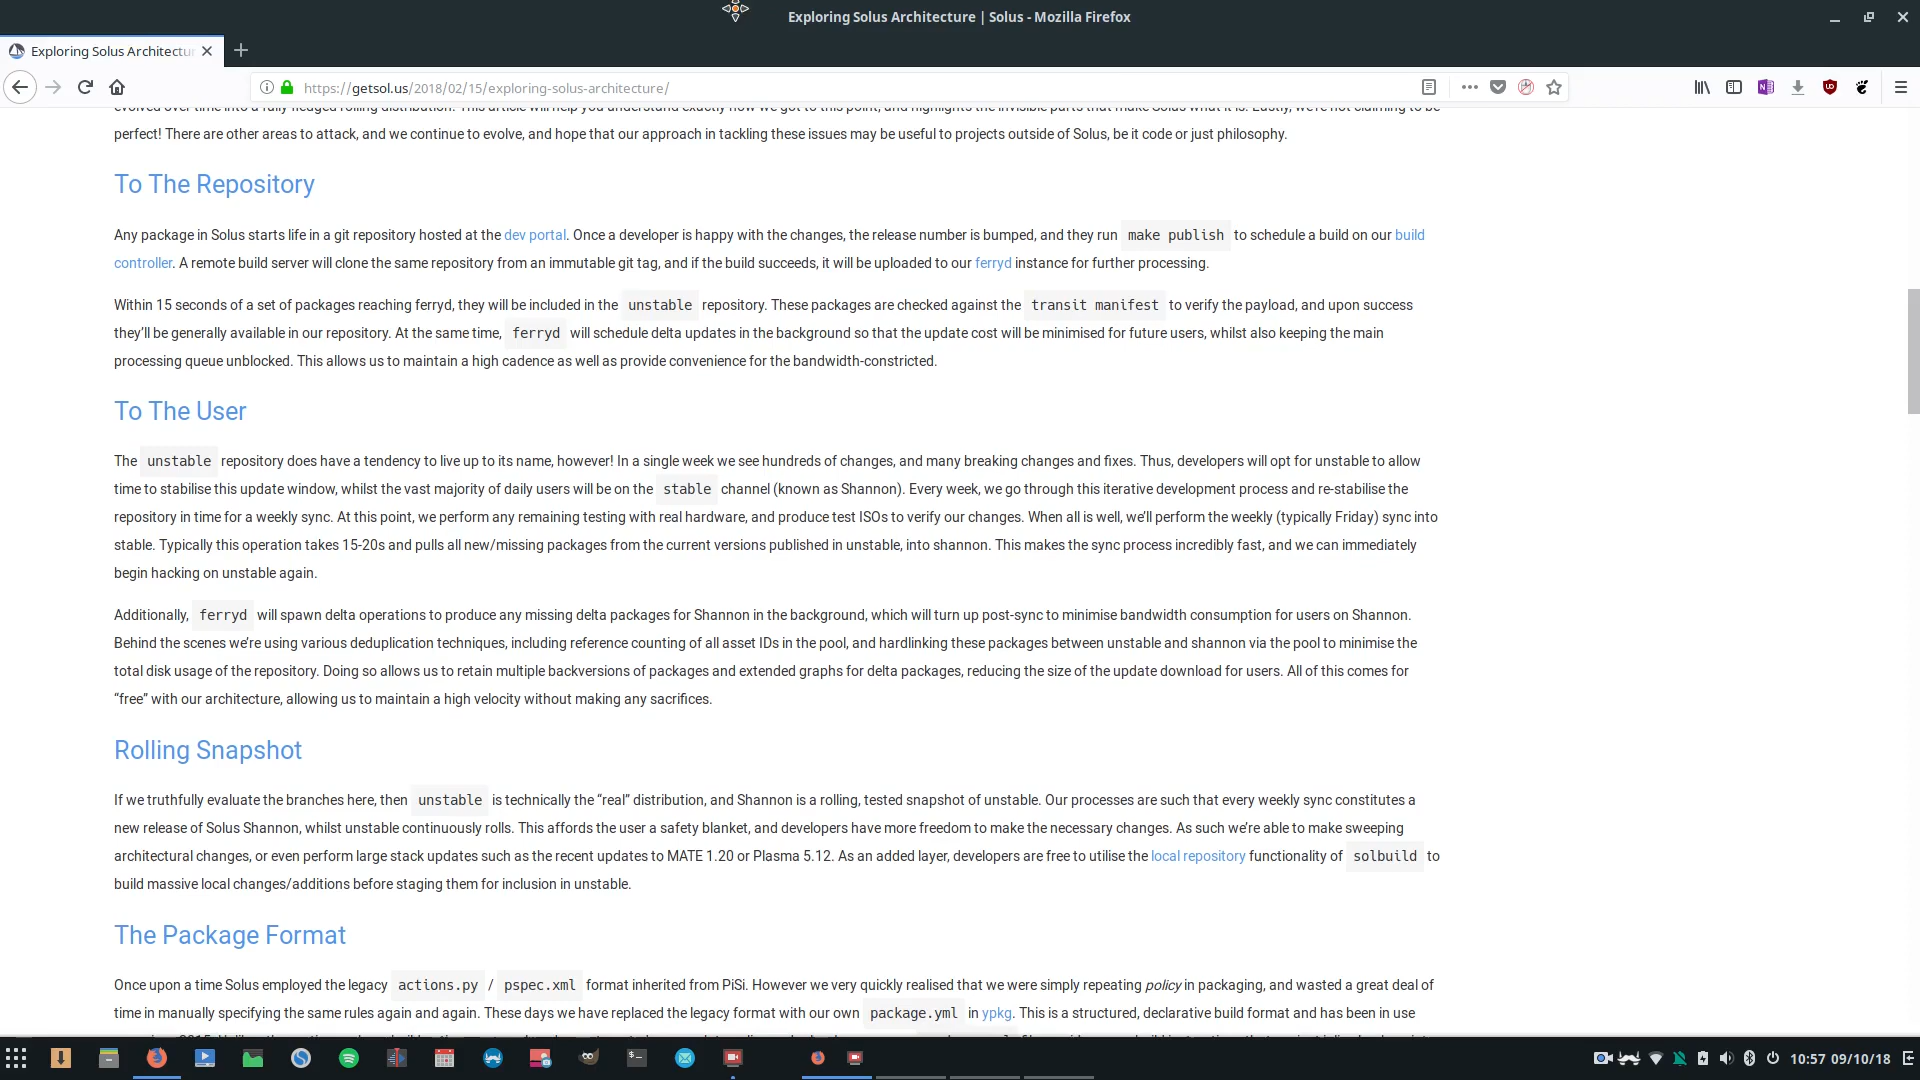 Exploring Solus Architecture | Solus - Mozilla Firefox
Exploring Solus Architectur
https://getsol.us/2018/02/15/exploring-solus-architecture/
perfect! There are other areas to attack, and we continue to evolve, and hope that our approach in tackling these issues may be useful to projects outside of Solus, be it code or just philosophy.
To The Repository
Any package in Solus starts life in a git repository hosted at the dev portal. Once a developer is happy with the changes, the release number is bumped, and they run make publish to schedule a build on our build
controller. A remote build server will clone the same repository from an immutable git tag, and if the build succeeds, it will be uploaded to our ferryd instance for further processing.
Within 15 seconds of a set of packages reaching ferryd, they will be included in the unstable repository. These packages are checked against the transit manifest to verify the payload, and upon success
they’ll be generally available in our repository. At the same time, ferryd will schedule delta updates in the background so that the update cost will be minimised for future users, whilst also keeping the main
processing queue unblocked. This allows us to maintain a high cadence as well as provide convenience for the bandwidth-constricted.
To The User
The unstable repository does have a tendency to live up to its name, however! In a single week we see hundreds of changes, and many breaking changes and fixes. Thus, developers will opt for unstable to allow
time to stabilise this update window, whilst the vast majority of daily users will be on the stable channel (known as Shannon). Every week, we go through this iterative development process and re-stabilise the
repository in time for a weekly sync. At this point, we perform any remaining testing with real hardware, and produce test ISOs to verify our changes. When all is well, we’ll perform the weekly (typically Friday) sync into
stable. Typically this operation takes 15-20s and pulls all new/missing packages from the current versions published in unstable, into shannon. This makes the sync process incredibly fast, and we can immediately
begin hacking on unstable again.
Additionally, ferryd will spawn delta operations to produce any missing delta packages for Shannon in the background, which will turn up post-sync to minimise bandwidth consumption for users on Shannon.
Behind the scenes we’re using various deduplication techniques, including reference counting of all asset IDs in the pool, and hardlinking these packages between unstable and shannon via the pool to minimise the
total disk usage of the repository. Doing so allows us to retain multiple backversions of packages and extended graphs for delta packages, reducing the size of the update download for users. All of this comes for
“free” with our architecture, allowing us to maintain a high velocity without making any sacrifices.
Rolling Snapshot
If we truthfully evaluate the branches here, then unstable is technically the “real” distribution, and Shannon is a rolling, tested snapshot of unstable. Our processes are such that every weekly sync constitutes a
new release of Solus Shannon, whilst unstable continuously rolls. This affords the user a safety blanket, and developers have more freedom to make the necessary changes. As such we’re able to make sweeping
architectural changes, or even perform large stack updates such as the recent updates to MATE 1.20 or Plasma 5.12. As an added layer, developers are free to utilise the local repository functionality of solbuild to
build massive local changes/additions before staging them for inclusion in unstable.
The Package Format
Once upon a time Solus employed the legacy actions.py / pspec.xml format inherited from PiSi. However we very quickly realised that we were simply repeating policy in packaging, and wasted a great deal of
time in manually specifying the same rules again and again. These days we have replaced the legacy format with our own package.yml in ypkg. This is a structured, declarative build format and has been in use
10:57 09/10/18